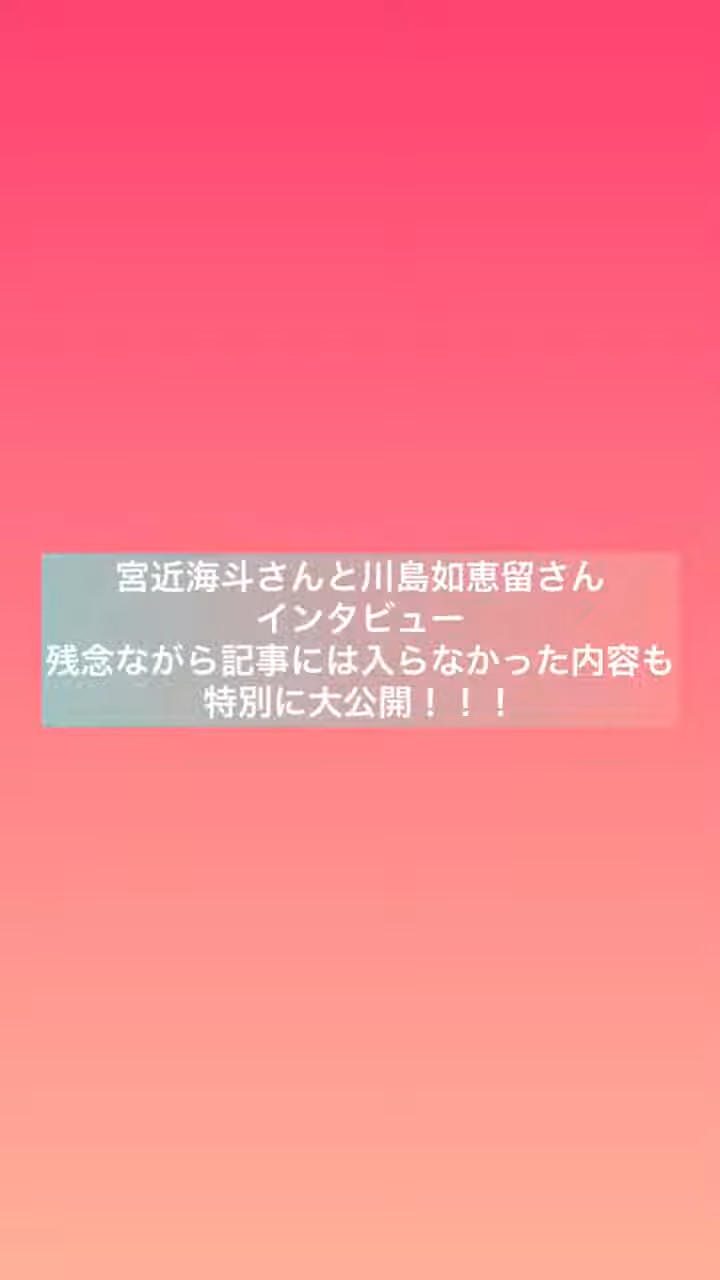 宮近海斗さんと川島如恵留さん
インタビュー
残念ながら記事には入らなかった内容も
特別に大公開！！！